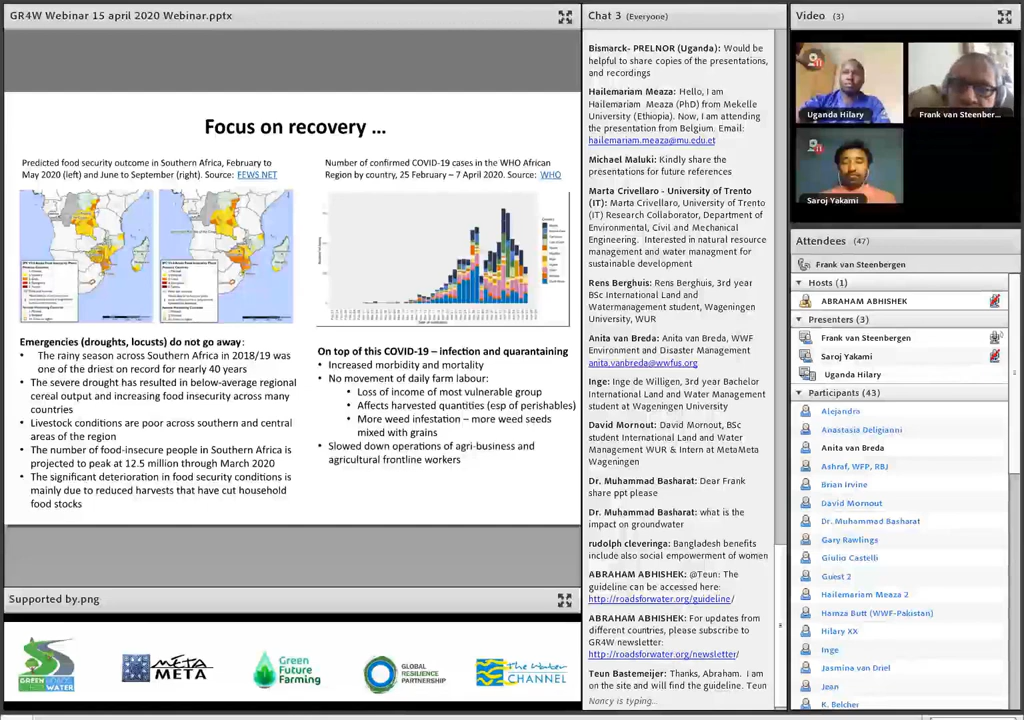 GR4W Webinar 15 april 2020 Webinar.pptx
Focus on recovery ...
Predicted food security outcome in Southern Africa, February to
May 2020 (left) and June to September (right). Source: FEWS NET
Number of confirmed COVID-19 cases in the WHO African
Region by country, 25 February – 7 April 2020. Source: WHO
Emergencies (droughts, locusts) do not go away:
• The rainy season across Southern Africa in 2018/19 was
one of the driest on record for nearly 40 years
• The severe drought has resulted in below-average regional
cereal output and increasing food insecurity across many
countries
• Livestock conditions are poor across southern and central
areas of the region
• The number of food-insecure people in Southern Africa is
projected to peak at 12.5 million through March 2020
• The significant deterioration in food security conditions is
mainly due to reduced harvests that have cut household
food stocks
On top of this COVID-19 – infection and quarantaining
• Increased morbidity and mortality
• No movement of daily farm labour:
• Loss of income of most vulnerable group
• Affects harvested quantities (esp of perishables)
• More weed infestation – more weed seeds
mixed with grains
• Slowed down operations of agri-business and
agricultural frontline workers
Supported by.png
GREEN
WATER
META
META
Green
Future
Farming
GLOBAL
RESILIENCE
PARTNERSHIP
The Water
CHANNEL
Chat 3 (Everyone)
Bismarck- PRELNOR (Uganda): Would be
helpful to share copies of the presentations,
and recordings
Hailemariam Meaza: Hello, I am
Hailemariam Meaza (PhD) from Mekelle
University (Ethiopia). Now, I am attending
the presentation from Belgium. Email:
hailemariam.meaza@mu.edu.et
Michael Maluki: Kindly share the
presentations for future references
Marta Crivellaro - University of Trento
(IT): Marta Crivellaro, University of Trento
(IT) Research Collaborator, Department of
Environmental, Civil and Mechanical
Engineering. Interested in natural resource
management and water managment for
sustainable development
Rens Berghuis: Rens Berghuis, 3rd year
BSc International Land and
Watermanagement student, Wageningen
University, WUR
Anita van Breda: Anita van Breda, WWF
Environment and Disaster Management
anita.vanbreda@wwfus.org
Inge: Inge de Willigen, 3rd year Bachelor
International Land and Water Management
student at Wageningen University
David Mornout: David Mornout, BSc
student International Land and Water
Management WUR & Intern at MetaMeta
Wageningen
Dr. Muhammad Basharat: Dear Frank
share ppt please
Dr. Muhammad Basharat: what is the
impact on groundwater
rudolph cleveringa: Bangladesh benefits
include also social empowerment of women
ABRAHAM ABHISHEK: @Teun: The
guideline can be accessed here:
http://roadsforwater.org/guideline/
ABRAHAM ABHISHEK: For updates from
different countries, please subscribe to
GR4W newsletter:
http://roadsforwater.org/newsletter/
Teun Bastemeijer: Thanks, Abraham. I am
on the site and will find the guideline. Teun
Nancy is typing...
Video (3)
Uganda Hilary
Frank van Steenber...
Saroj Yakami
Attendees (47)
Frank van Steenbergen
Hosts (1)
ABRAHAM ABHISHEK
Presenters (3)
Frank van Steenbergen
Saroj Yakami
Uganda Hilary
Participants (43)
Alejandra
Anastasia Deligianni
Anita van Breda
Ashraf, WFP, RBJ
Brian Irvine
David Mornout
Dr. Muhammad Basharat
Gary Rawlings
Giulio Castelli
Guest 2
Hailemariam Meaza 2
Hamza Butt (WWF-Pakistan)
Hilary XX
Inge
Jasmina van Driel
Jean
K. Belcher